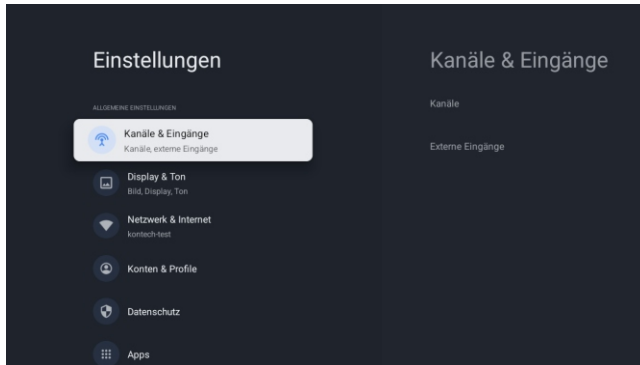 Einstellungen
ALLGEMEINE EINSTELLUNGEN
Kanäle & Eingänge
Kanäle, externe Eingänge
Display & Ton
Bild, Display, Ton
Netzwerk & Internet
kontech-test
Konten & Profile
Datenschutz
Apps
Kanäle & Eingänge
Kanäle
Externe Eingänge